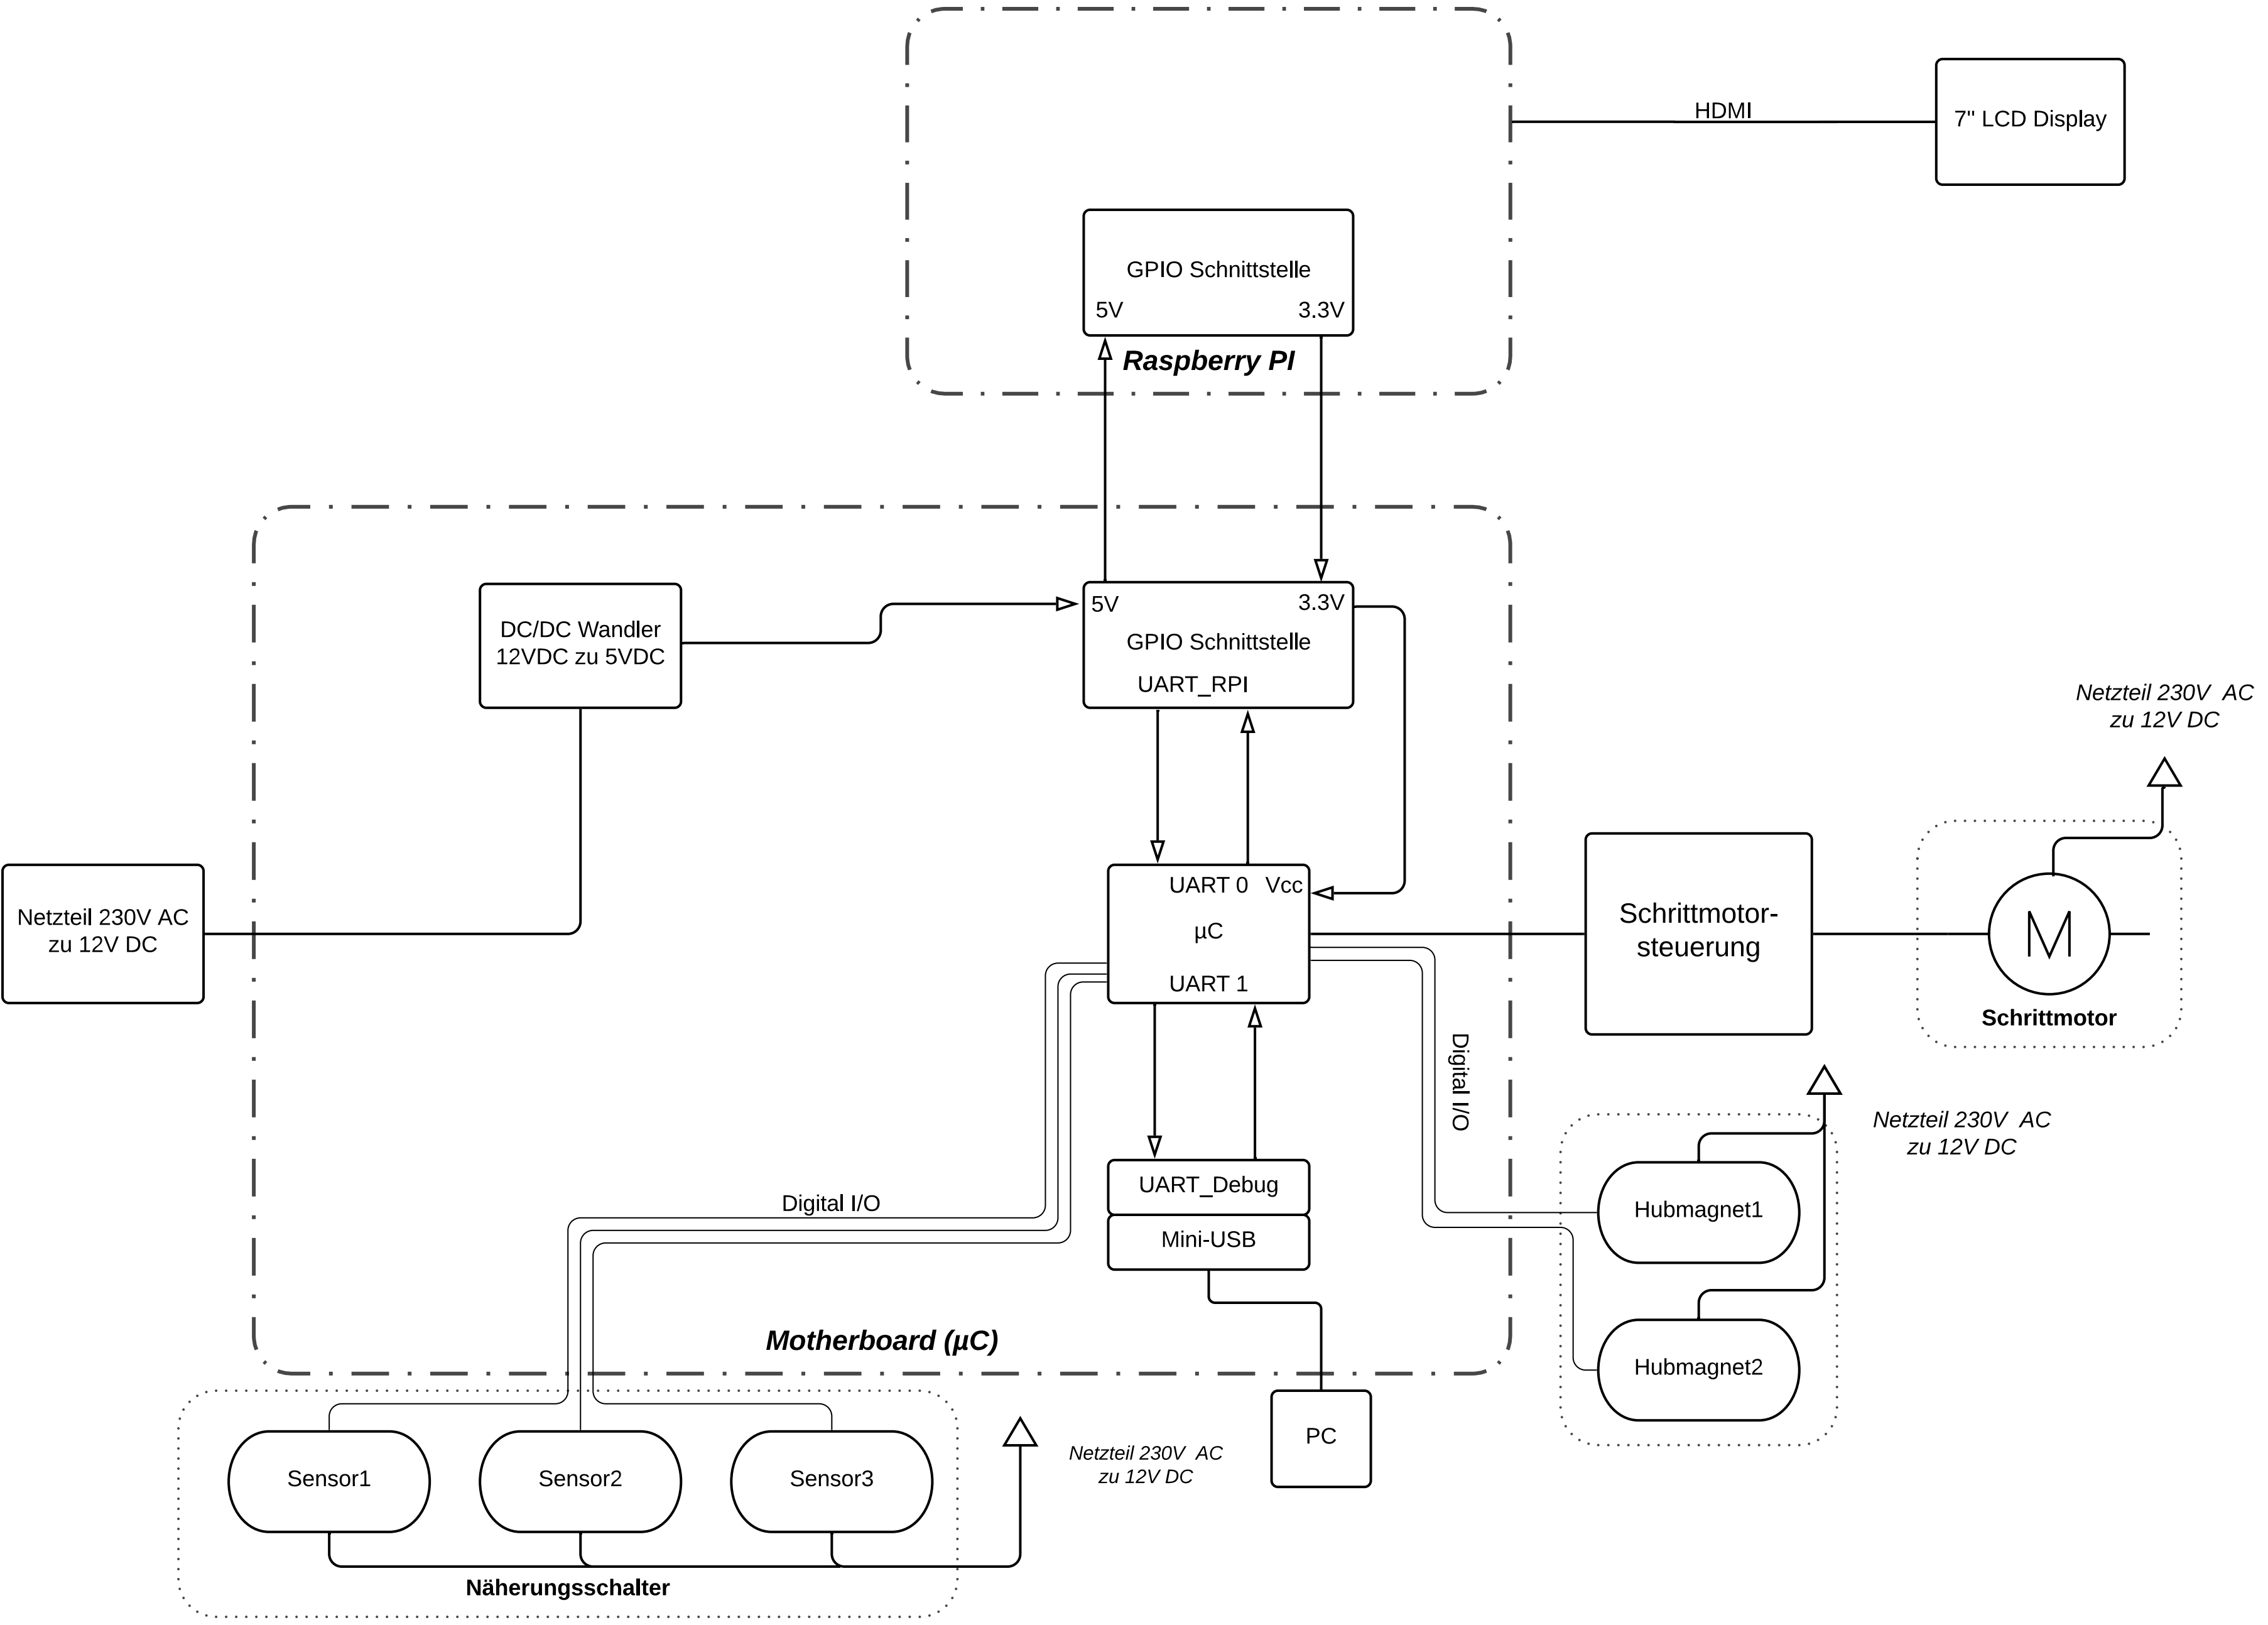 HDMI
7" LCD Display
GPIO Schnittstelle
5V
3.3V
Raspberry PI
DC/DC Wandler
12VDC zu 5VDC
5V
3.3V
GPIO Schnittstelle
UART_RPI
Netzteil 230V  AC
zu 12V DC
Netzteil 230V AC
zu 12V DC
UART 0
Vcc
µC
UART 1
Schrittmotor-
steuerung
M
Schrittmotor
Digital I/O
Netzteil 230V  AC
zu 12V DC
Digital I/O
UART_Debug
Mini-USB
Hubmagnet1
Hubmagnet2
Motherboard (µC)
PC
Netzteil 230V  AC
zu 12V DC
Sensor1
Sensor2
Sensor3
Näherungsschalter